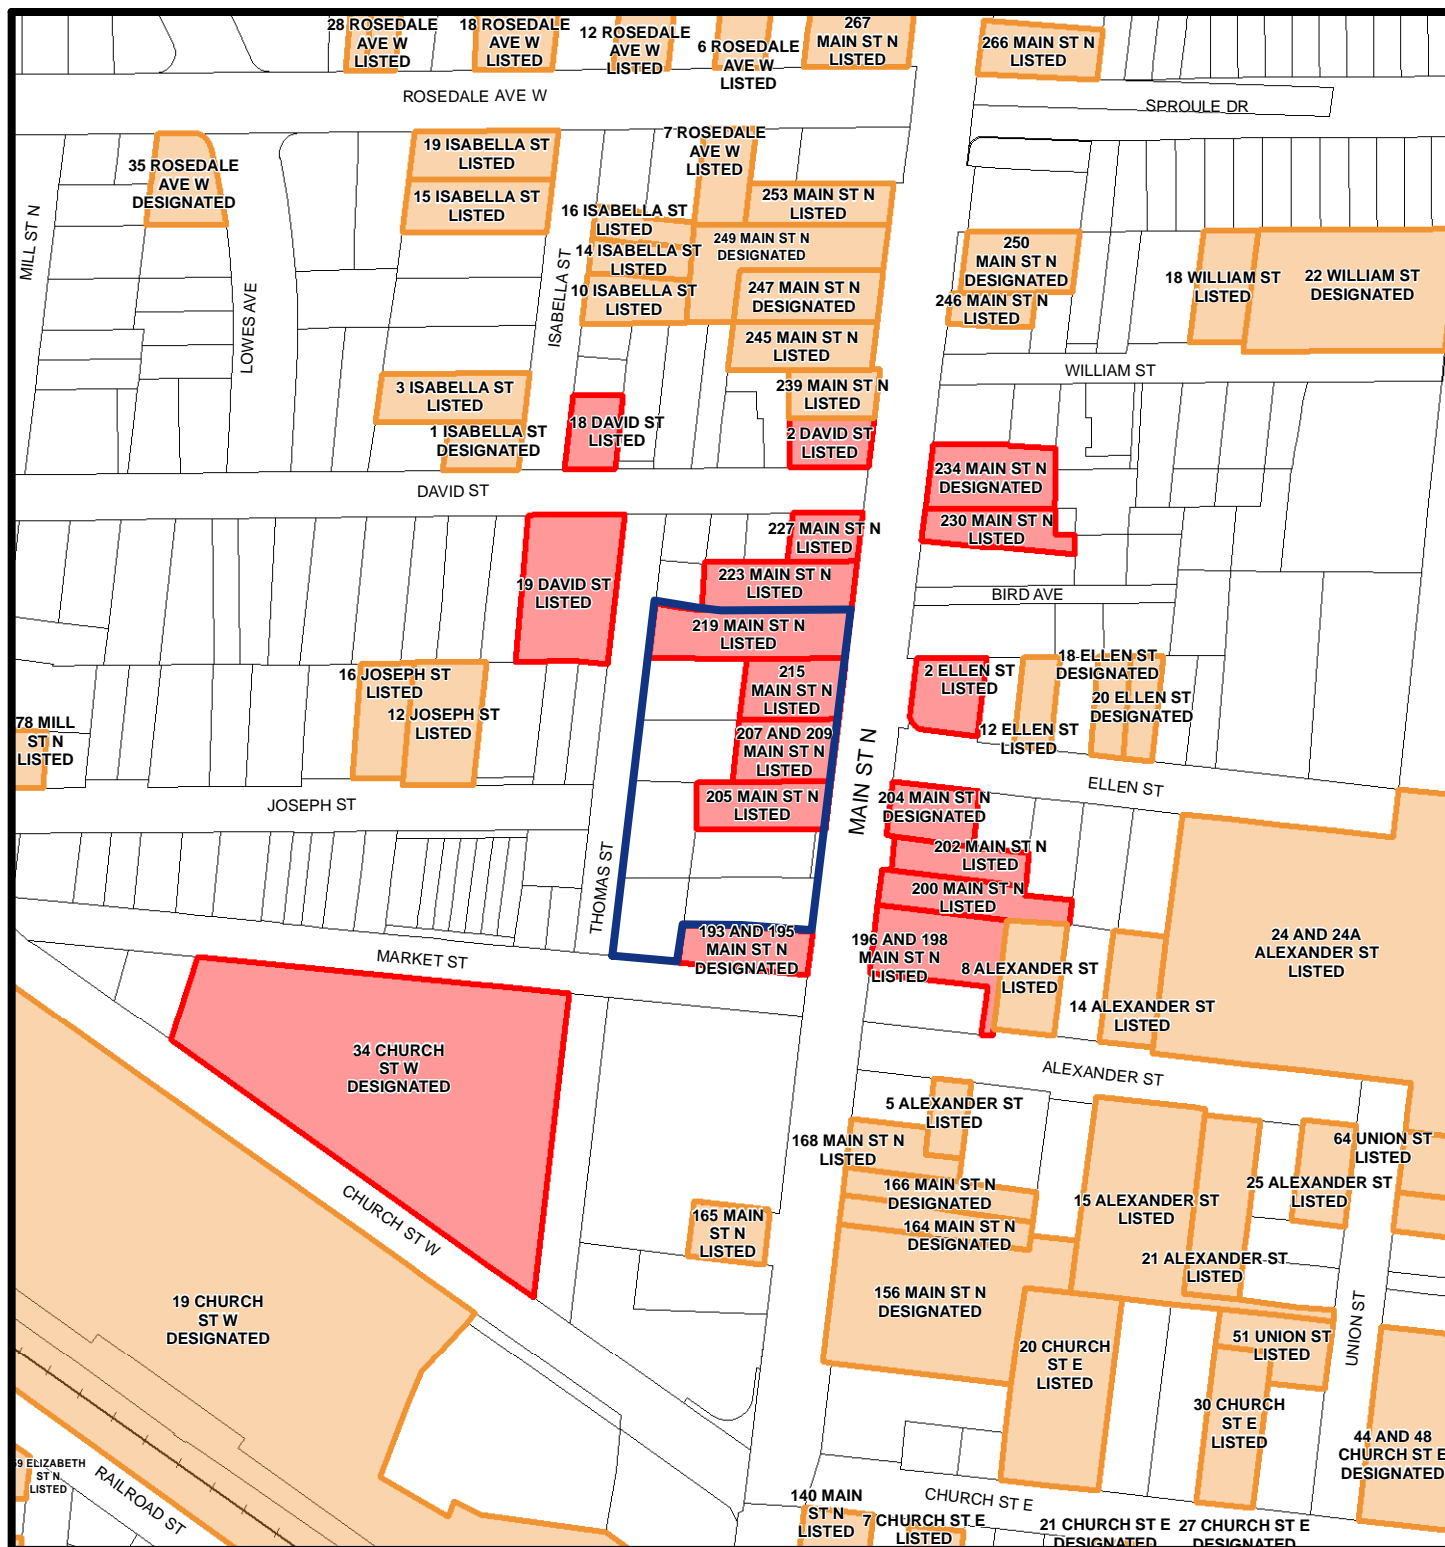 28 ROSEDALE
AVE W
LISTED
18 ROSEDALE
AVE W
LISTED
12 ROSEDALE
AVE W
LISTED
6 ROSEDALE
AVE W
LISTED
267
MAIN ST N
LISTED
266 MAIN ST N
LISTED
ROSEDALE AVE W
SPROULE DR
35 ROSEDALE
AVE W
DESIGNATED
19 ISABELLA ST
LISTED
15 ISABELLA ST
LISTED
7 ROSEDALE
AVE W
LISTED
253 MAIN ST N
LISTED
16 ISABELLA ST
LISTED
14 ISABELLA ST
LISTED
10 ISABELLA ST
LISTED
249 MAIN ST N
DESIGNATED
247 MAIN ST N
DESIGNATED
245 MAIN ST N
LISTED
239 MAIN ST N
LISTED
250
MAIN ST N
DESIGNATED
246 MAIN ST N
LISTED
18 WILLIAM ST
LISTED
22 WILLIAM ST
DESIGNATED
MILL ST N
LOWES AVE
ISABELLA ST
WILLIAM ST
3 ISABELLA ST
LISTED
1 ISABELLA ST
DESIGNATED
18 DAVID ST
LISTED
2 DAVID ST
LISTED
234 MAIN ST N
DESIGNATED
230 MAIN ST N
LISTED
DAVID ST
227 MAIN ST N
LISTED
223 MAIN ST N
LISTED
19 DAVID ST
LISTED
BIRD AVE
219 MAIN ST N
LISTED
215
MAIN ST N
LISTED
207 AND 209
MAIN ST N
LISTED
205 MAIN ST N
LISTED
2 ELLEN ST
LISTED
12 ELLEN ST
LISTED
18 ELLEN ST
DESIGNATED
20 ELLEN ST
DESIGNATED
16 JOSEPH ST
LISTED
12 JOSEPH ST
LISTED
78 MILL
ST N
LISTED
JOSEPH ST
MAIN ST N
ELLEN ST
204 MAIN ST N
DESIGNATED
202 MAIN ST N
LISTED
200 MAIN ST N
LISTED
196 AND 198
MAIN ST N
LISTED
8 ALEXANDER ST
LISTED
14 ALEXANDER ST
LISTED
24 AND 24A
ALEXANDER ST
LISTED
THOMAS ST
193 AND 195
MAIN ST N
DESIGNATED
MARKET ST
34 CHURCH
ST W
DESIGNATED
ALEXANDER ST
5 ALEXANDER ST
LISTED
168 MAIN ST N
LISTED
166 MAIN ST N
DESIGNATED
164 MAIN ST N
DESIGNATED
156 MAIN ST N
DESIGNATED
15 ALEXANDER ST
LISTED
21 ALEXANDER ST
LISTED
25 ALEXANDER ST
LISTED
64 UNION ST
LISTED
165 MAIN
ST N
LISTED
CHURCH ST W
19 CHURCH
ST W
DESIGNATED
20 CHURCH
ST E
LISTED
51 UNION ST
LISTED
30 CHURCH
ST E
LISTED
UNION ST
44 AND 48
CHURCH ST E
DESIGNATED
ELIZABETH
ST N
LISTED
RAILROAD ST
140 MAIN
ST N
LISTED
7 CHURCH ST E
LISTED
CHURCH ST E
21 CHURCH ST E
DESIGNATED
27 CHURCH ST E
DESIGNATED